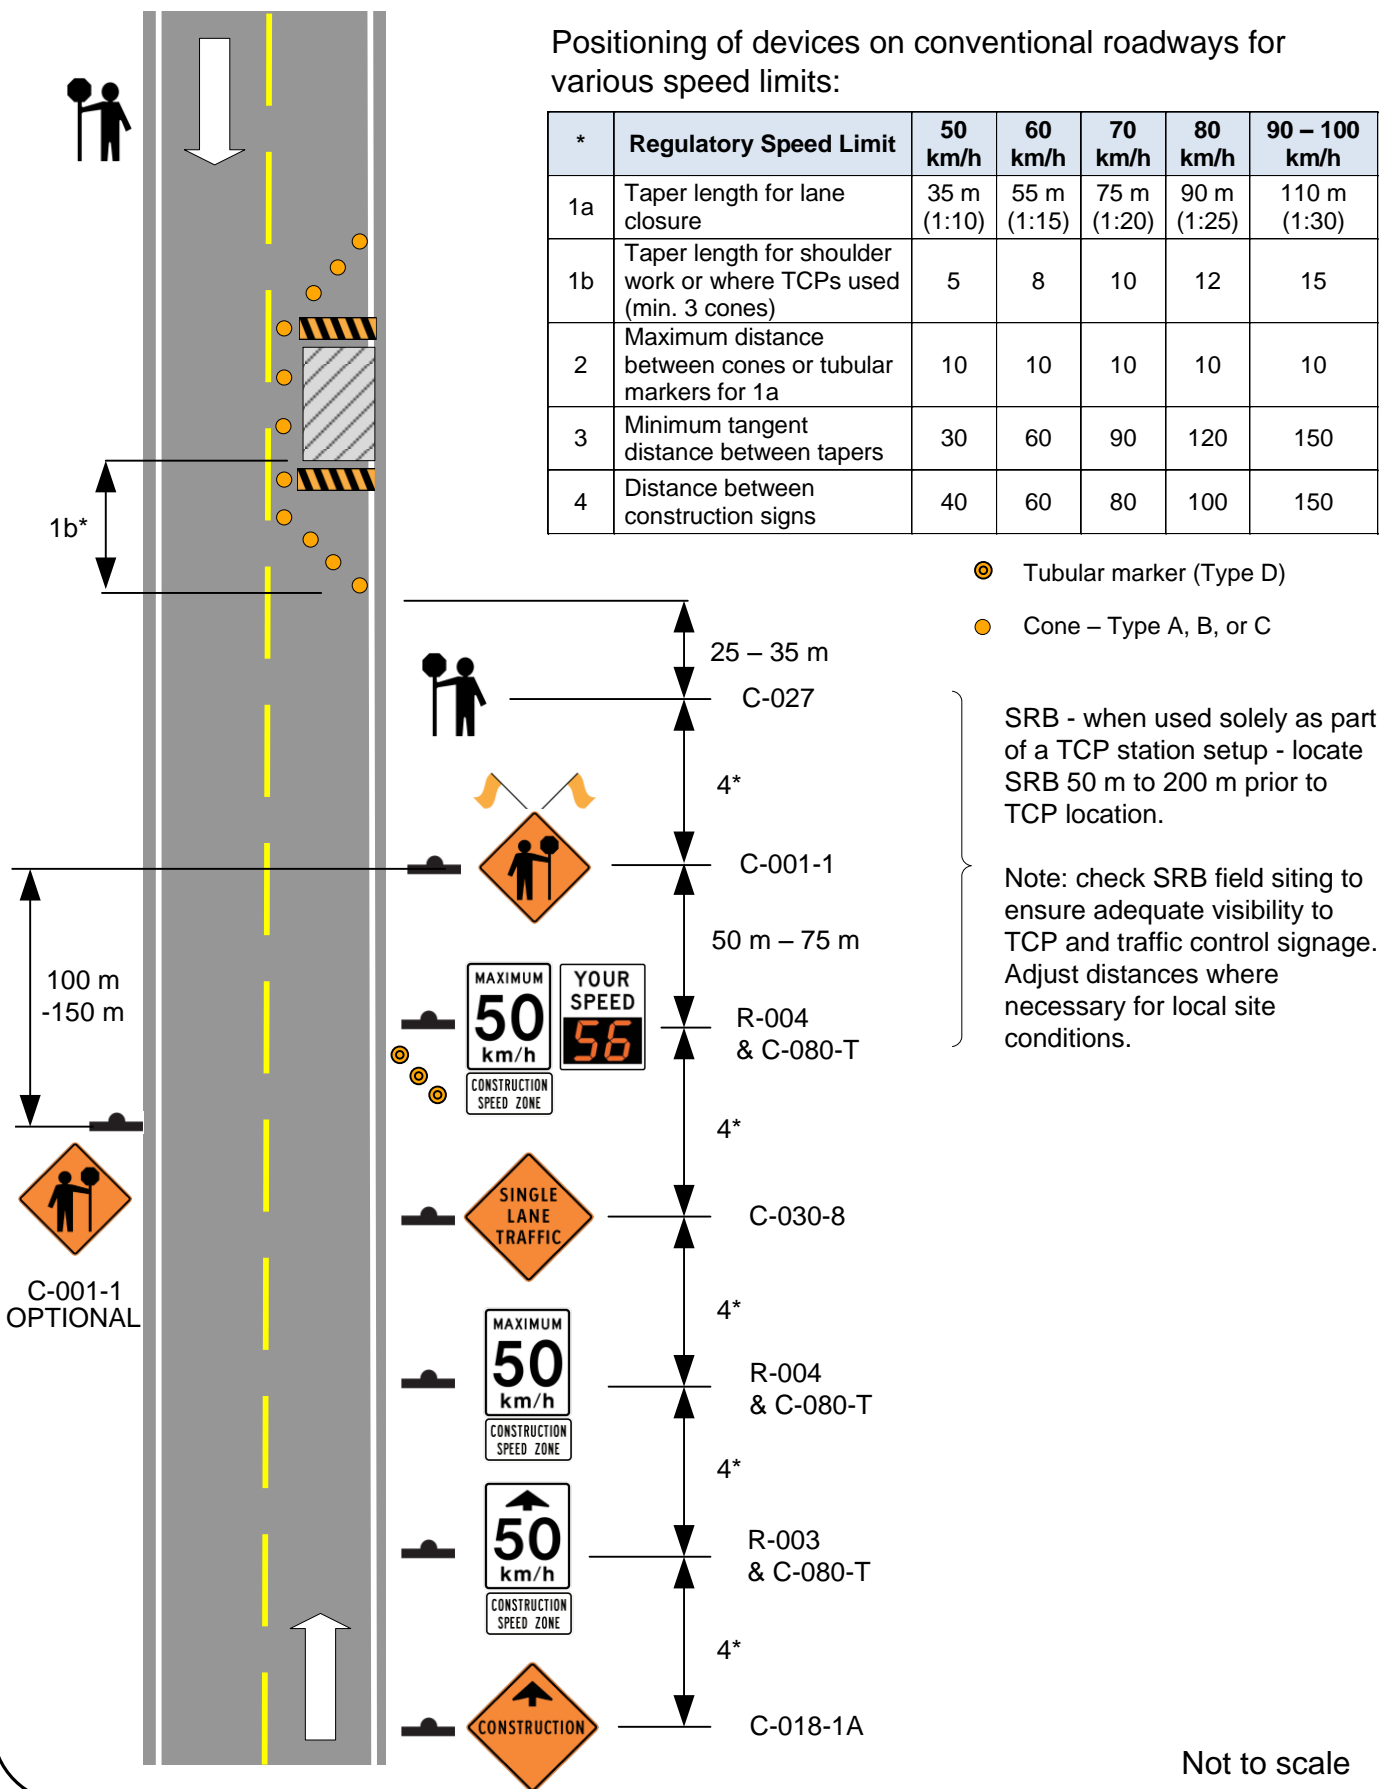 Positioning of devices on conventional roadways for
various speed limits:
* Regulatory Speed Limit 50 km/h 60 km/h 70 km/h 80 km/h 90 – 100 km/h
1a Taper length for lane closure 35 m (1:10) 55 m (1:15) 75 m (1:20) 90 m (1:25) 110 m (1:30)
1b Taper length for shoulder work or where TCPs used (min. 3 cones) 5 8 10 12 15
2 Maximum distance between cones or tubular markers for 1a 10 10 10 10 10
3 Minimum tangent distance between tapers 30 60 90 120 150
4 Distance between construction signs 40 60 80 100 150
1b*
Tubular marker (Type D)
Cone – Type A, B, or C
25 – 35 m
C-027
SRB - when used solely as part
of a TCP station setup - locate
SRB 50 m to 200 m prior to
TCP location.
Note: check SRB field siting to
ensure adequate visibility to
TCP and traffic control signage.
Adjust distances where
necessary for local site
conditions.
4*
C-001-1
50 m – 75 m
100 m
-150 m
MAXIMUM
50
km/h
CONSTRUCTION
SPEED ZONE
YOUR
SPEED
56
R-004
& C-080-T
4*
C-001-1
OPTIONAL
SINGLE
LANE
TRAFFIC
C-030-8
4*
MAXIMUM
50
km/h
CONSTRUCTION
SPEED ZONE
R-004
& C-080-T
4*
50
km/h
CONSTRUCTION
SPEED ZONE
R-003
& C-080-T
4*
CONSTRUCTION
C-018-1A
Not to scale